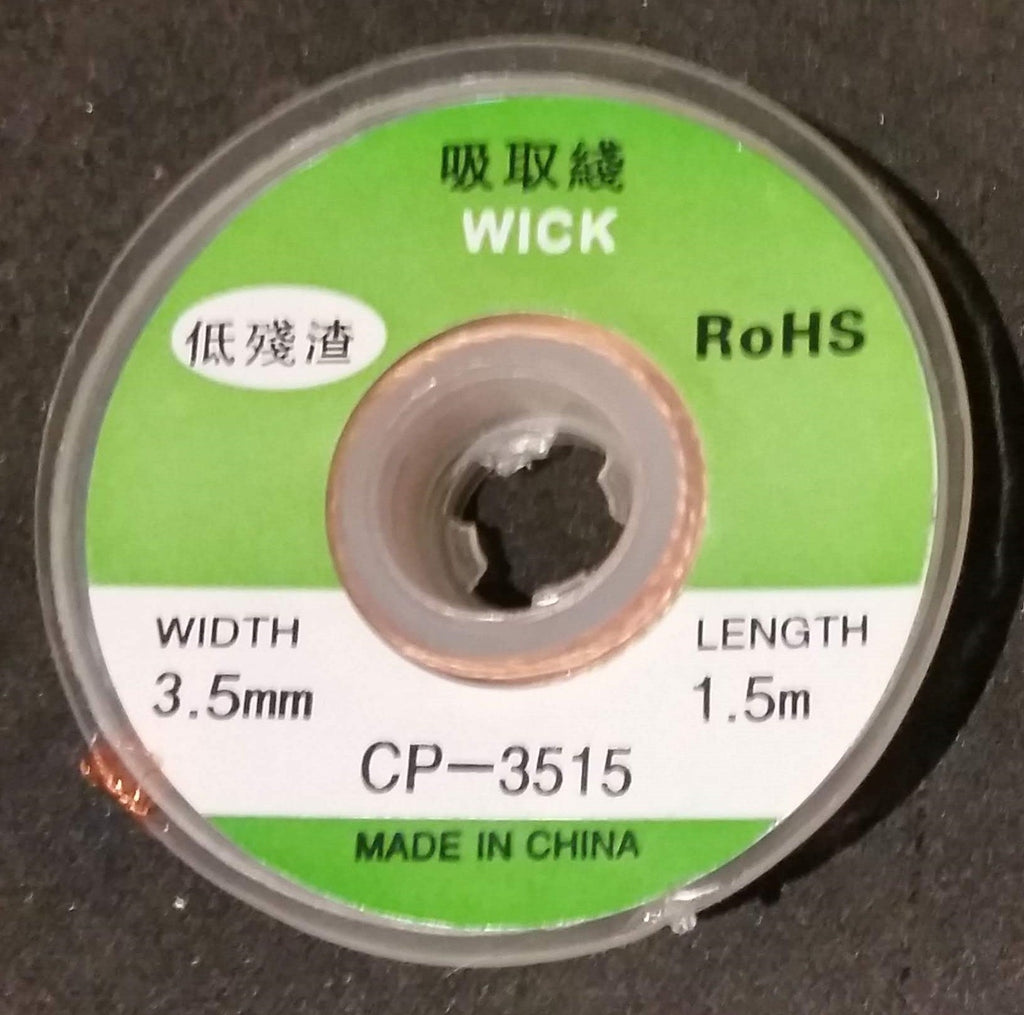 吸取綫
WICK
低殘渣
RoHS
WIDTH
3.5mm
LENGTH
1.5m
CP-3515
MADE IN CHINA